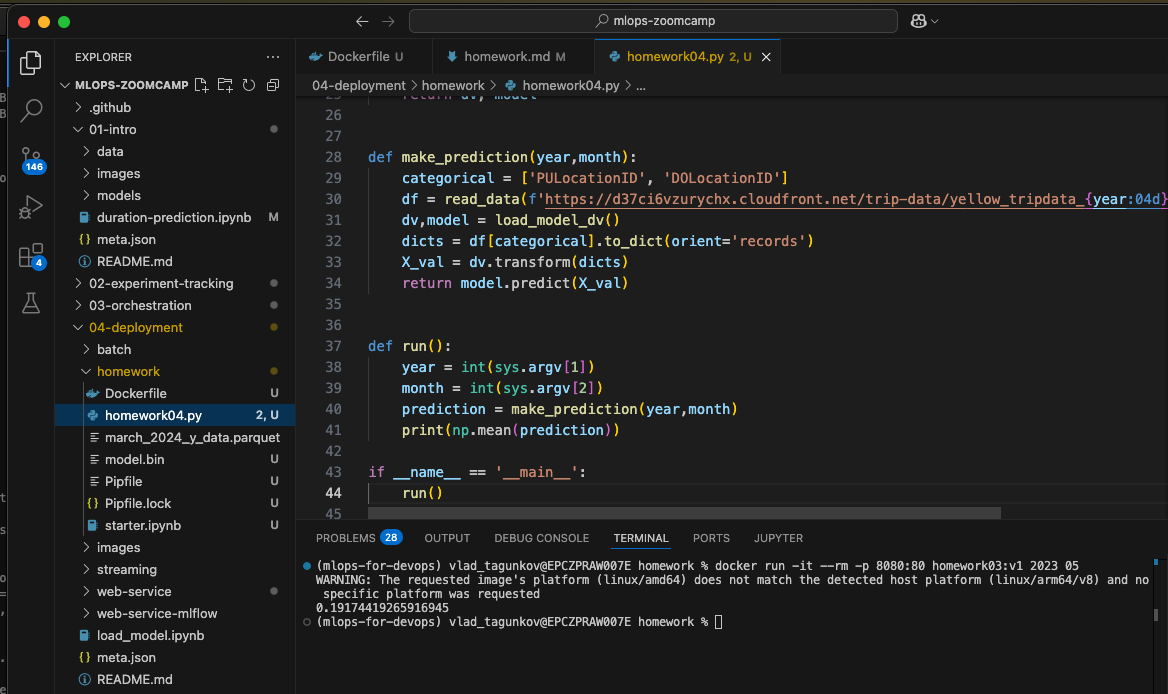 mlops-zoomcamp
EXPLORER
MLOPS-ZOOMCAMP
.github
01-intro
data
images
models
duration-prediction.ipynb M
meta.json
README.md
02-experiment-tracking
03-orchestration
04-deployment
batch
homework
Dockerfile U
homework04.py 2, U
march_2024_y_data.parquet
model.bin U
Pipfile U
Pipfile.lock U
starter.ipynb U
images
streaming
web-service
web-service-mlflow
load_model.ipynb
meta.json
README.md
146
4
Dockerfile U
homework.md M
homework04.py 2, U
04-deployment > homework > homework04.py > ...
25 return dv, model
26
27
28 def make_prediction(year,month):
29 categorical = ['PULocationID', 'DOLocationID']
30 df = read_data(f'https://d37ci6vzurychx.cloudfront.net/trip-data/yellow_tripdata_{year:04d}
31 dv,model = load_model_dv()
32 dicts = df[categorical].to_dict(orient='records')
33 X_val = dv.transform(dicts)
34 return model.predict(X_val)
35
36
37 def run():
38 year = int(sys.argv[1])
39 month = int(sys.argv[2])
40 prediction = make_prediction(year,month)
41 print(np.mean(prediction))
42
43 if __name__ == '__main__':
44 run()
45
PROBLEMS 28 OUTPUT DEBUG CONSOLE TERMINAL PORTS JUPYTER
(mlops-for-devops) vlad_tagunkov@EPCZPRAW007E homework % docker run -it --rm -p 8080:80 homework03:v1 2023 05
WARNING: The requested image's platform (linux/amd64) does not match the detected host platform (linux/arm64/v8) and no
specific platform was requested
0.19174419265916945
(mlops-for-devops) vlad_tagunkov@EPCZPRAW007E homework %